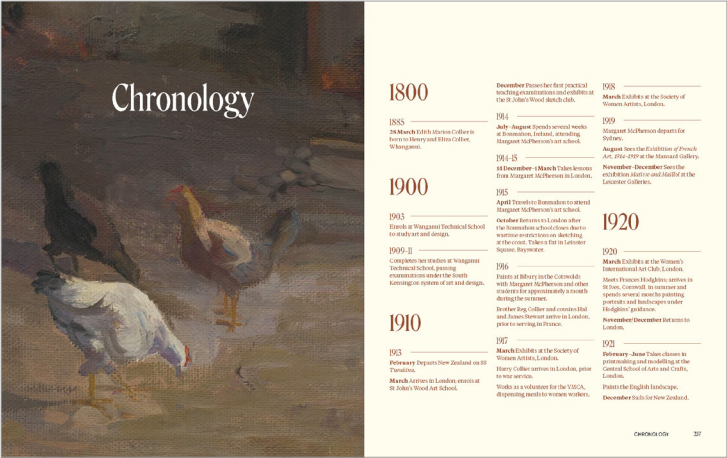 Chronology
1800
1885
28 March Edith Marion Collier is
born to Henry and Eliza Collier,
Whanganui.
1900
1903
Enrols at Wanganui Technical School
to study art and design.
1909–11
Completes her studies at Wanganui
Technical School, passing
examinations under the South
Kensington system of art and design.
1910
1913
February Departs New Zealand on SS
March Arrives in London, enrols at
St John's Wood Art School.
December Passes her first practical
teaching examinations and exhibits at
the St John's Wood sketch club.
1914
July–August Spends several weeks
at Bonmahon, Ireland, attending
Margaret McPherson's art school.
1914–15
14 December–1 March Takes lessons
from Margaret McPherson in London.
1915
April Travels to Bonmahon to attend
Margaret McPherson's art school.
October Returns to London after
the Bonmahon school closes due to
wartime restrictions on sketching
at the coast. Takes a flat in Leinster
Square, Bayswater.
1916
Paints at Bibury in the Cotswolds
with Margaret McPherson and other
students for approximately a month
during the summer.
Brother Reg, Collier and cousins Hal
and James Stewart arrive in London,
prior to serving in France.
1917
March Exhibits at the Society of
Women Artists, London.
Harry Collier arrives in London, prior
to war service.
Works as a volunteer for the YMCA,
dispensing meals to women workers.
1918
March Exhibits at the Society of
Women Artists, London.
1919
Margaret McPherson departs for
Sydney.
August Sees the Exhibition of French
Art, 1914–1919 at the Mansard Gallery.
November–December Sees the
exhibition Matisse and Maillol at the
Leicester Galleries.
1920
1920
March Exhibits at the Women's
International Art Club, London.
Meets Frances Hodgkins; arrives in
St Ives, Cornwall, in summer and
spends several months painting
portraits and landscapes under
Hodgkins' guidance.
November/December Returns to
London.
1921
February–June Takes classes in
printmaking and modelling at the
Central School of Arts and Crafts,
London.
Paints the English landscape.
December Sails for New Zealand.
CHRONOLOGY 237